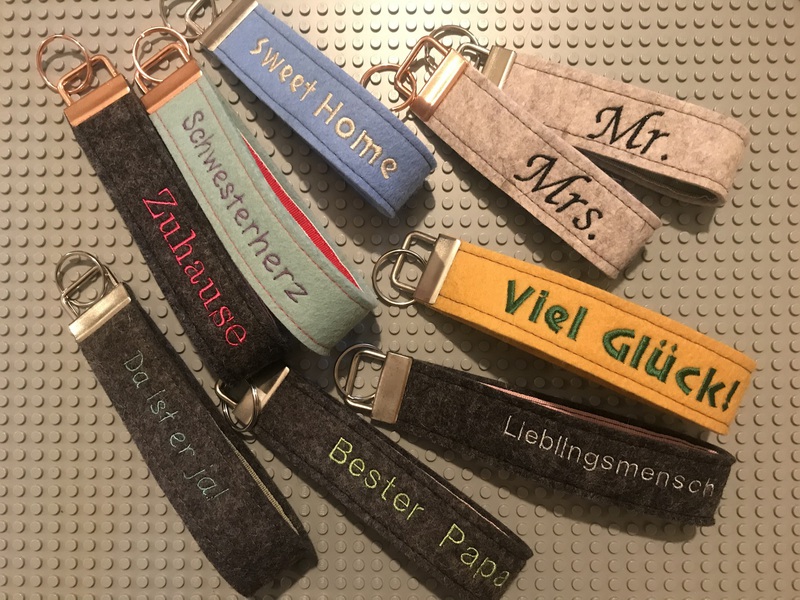 Sweet Home
Mr.
Mrs.
Schwesterherz
Zuhause
Viel Glück!
Lieblingsmensch
Da ist er ja!
Bester Papa